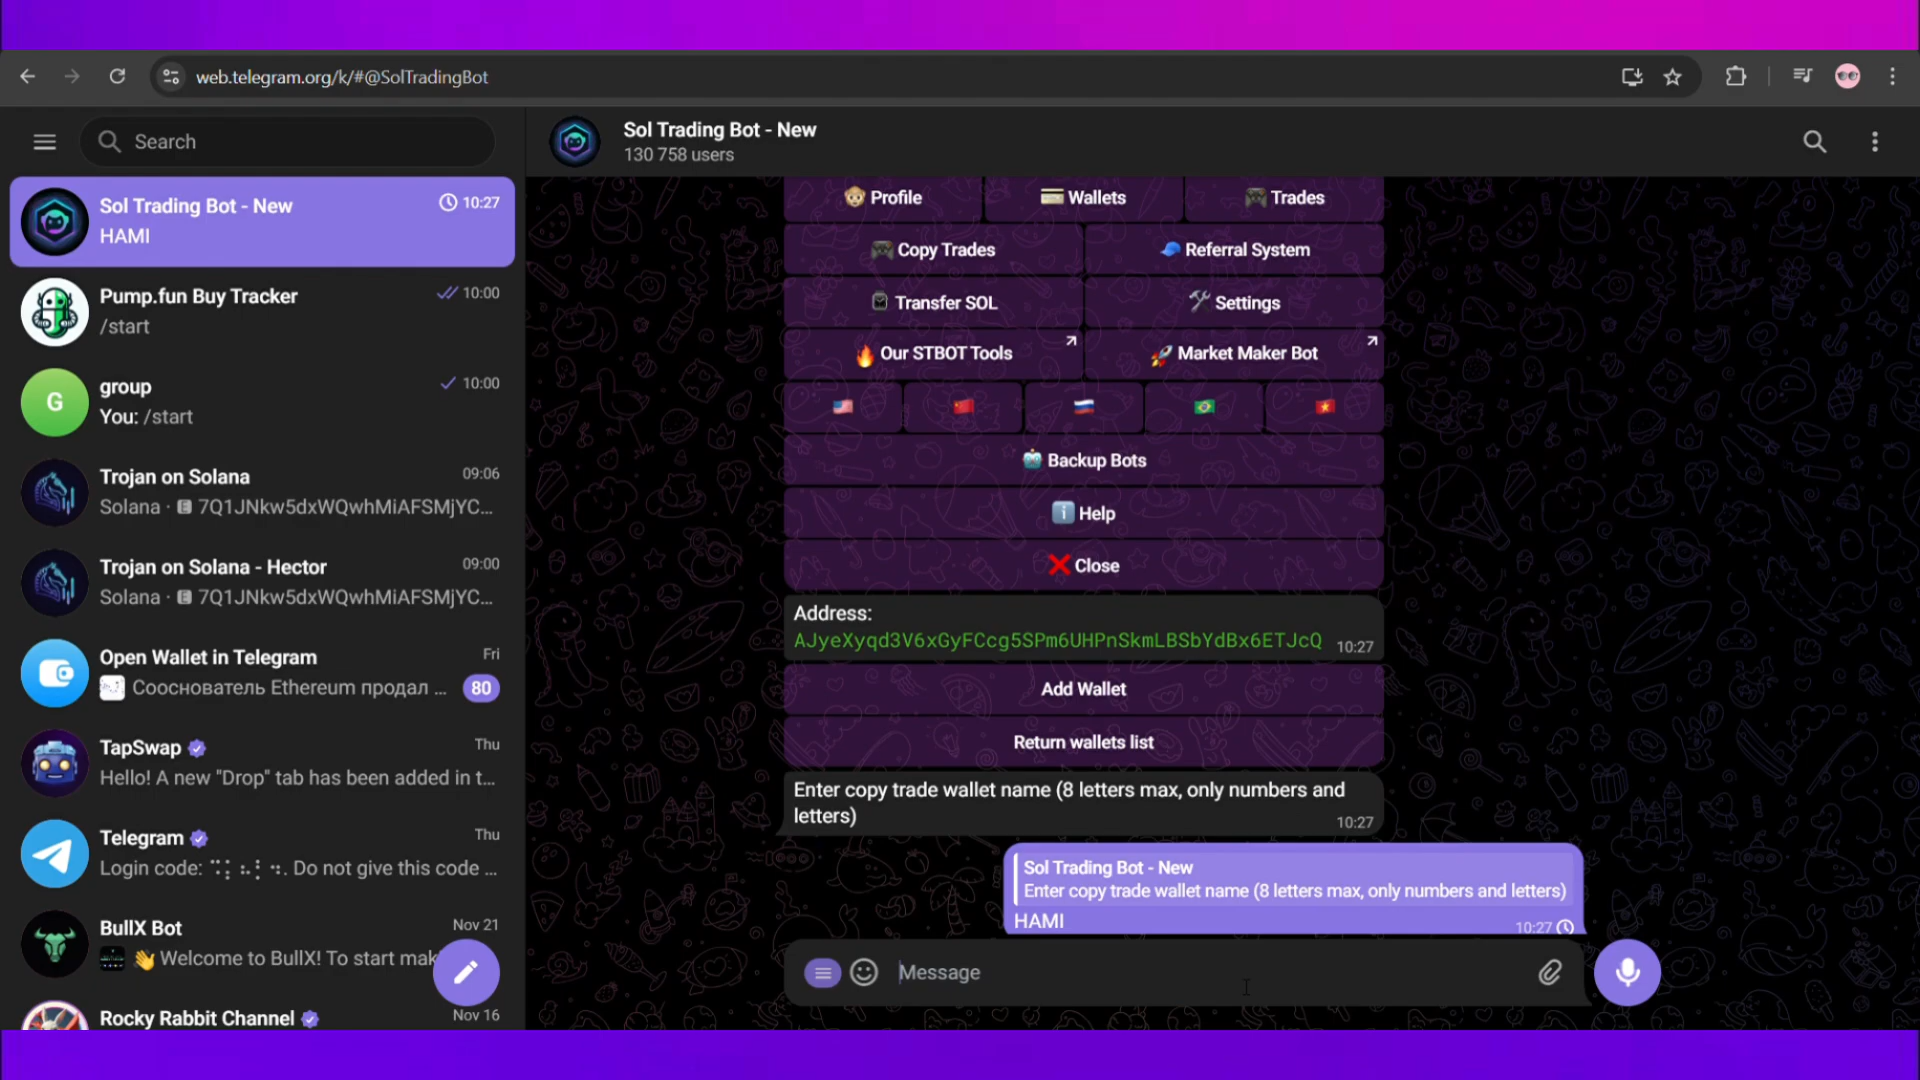 web.telegram.org/k/#@SolTradingBot
Search
Sol Trading Bot - New
10:27
HAMI
Pump.fun Buy Tracker
10:00
/start
G
group
10:00
You: /start
Trojan on Solana
09:06
Solana · E 7Q1JNkw5dxWQwhMiAFSMjYC...
Trojan on Solana - Hector
09:00
Solana · E 7Q1JNkw5dxWQwhMiAFSMjYC...
Open Wallet in Telegram
Fri
Сооснователь Ethereum продал ...
80
TapSwap
Thu
Hello! A new "Drop" tab has been added in t...
Telegram
Thu
Login code: . Do not give this code ...
BullX Bot
Nov 21
Welcome to BullX! To start mak
Rocky Rabbit Channel
Nov 16
Sol Trading Bot - New
130 758 users
Profile
Wallets
Trades
Copy Trades
Referral System
Transfer SOL
Settings
Our STBOT Tools
Market Maker Bot
Backup Bots
Help
Close
Address:
AJyeXyqd3V6xGyFCcg5SPm6UHPnSkmLBSbYdBx6ETJcQ
10:27
Add Wallet
Return wallets list
Enter copy trade wallet name (8 letters max, only numbers and
letters)
10:27
Sol Trading Bot - New
Enter copy trade wallet name (8 letters max, only numbers and letters)
HAMI
10:27
Message